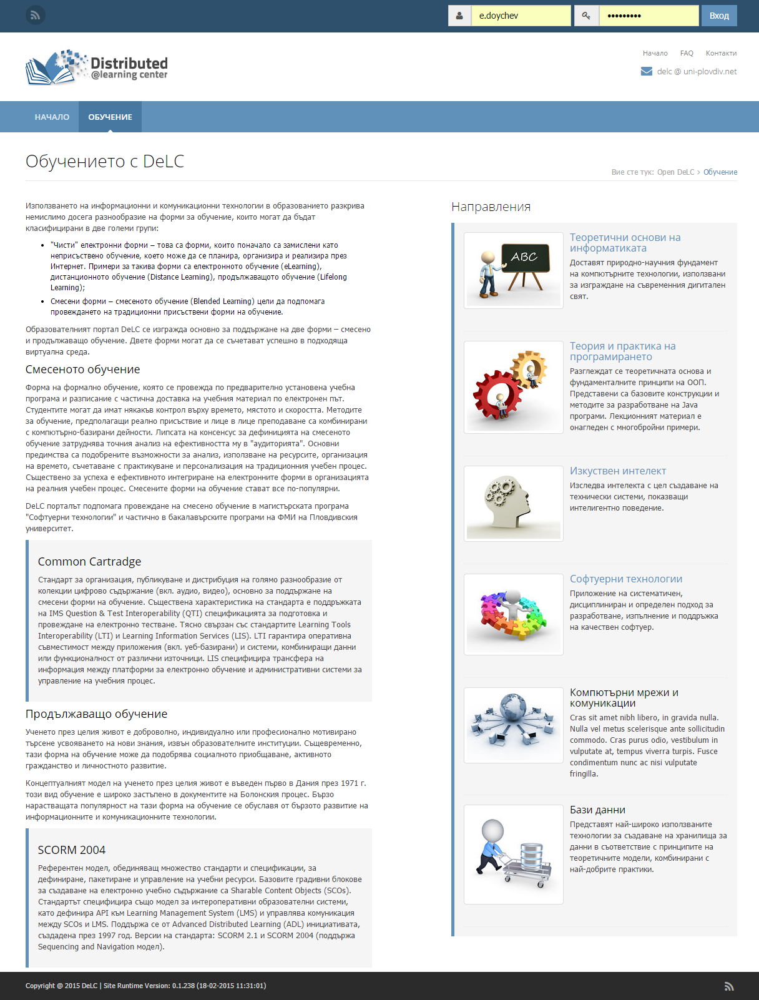 e.doychev
•••••••••
Вход
Distributed
@learning center
Начало FAQ Контакти
delc @ uni-plovdiv.net
НАЧАЛО ОБУЧЕНИЕ
Обучението с DeLC
Вие сте тук: Open DeLC > Обучение
Използването на информационни и комуникационни технологии в образованието разкрива
немислимо досега разнообразие на форми за обучение, които могат да бъдат
класифицирани в две големи групи:
• "Чисти" електронни форми – това са форми, които поначало са замислени като
неприсъствено обучение, което може да се планира, организира и реализира през
Интернет. Примери за такива форми са електронното обучение (eLearning),
дистанционното обучение (Distance Learning), продължаващото обучение (Lifelong
Learning);
• Смесени форми – смесеното обучение (Blended Learning) цели да подпомага
провеждането на традиционни присъствени форми на обучение.
Образователният портал DeLC се изгражда основно за поддържане на две форми – смесено
и продължаващо обучение. Двете форми могат да се съчетават успешно в подходяща
виртуална среда.
Смесеното обучение
Форма на формално обучение, която се провежда по предварително установена учебна
програма и разписание с частична доставка на учебния материал по електронен път.
Студентите могат да имат някакъв контрол върху времето, мястото и скоростта. Методите
за обучение, предполагащи реално присъствие и лице в лице преподаване са комбинирани
с компютърно-базирани дейности. Липсата на консенсус за дефиницията на смесеното
обучение затруднява точния анализ на ефективността му в "аудиторията". Основни
предимства са подобрените възможности за анализ, използване на ресурсите, организация
на времето, съчетаване с практикуване и персонализация на традиционния учебен процес.
Съществено за успеха е ефективното интегриране на електронните форми в организацията
на реалния учебен процес. Смесените форми на обучение стават все по-популярни.
DeLC порталът подпомага провеждане на смесено обучение в магистърската програма
"Софтуерни технологии" и частично в бакалавърските програми на ФМИ на Пловдивския
университет.
Common Cartradge
Стандарт за организация, публикуване и дистрибуция на голямо разнообразие от
колекции цифрово съдържание (вкл. аудио, видео), основно за поддържане на
смесени форми на обучение. Съществена характеристика на стандарта е поддръжката
на IMS Question & Test Interoperability (QTI) спецификацията за подготовка и
провеждане на електронно тестване. Тясно свързан със стандартите Learning Tools
Interoperability (LTI) и Learning Information Services (LIS). LTI гарантира оперативна
съвместимост между приложения (вкл. уеб-базирани) и системи, комбиниращи данни
или функционалност от различни източници. LIS специфицира трансфера на
информация между платформи за електронно обучение и административни системи за
управление на учебния процес.
Продължаващо обучение
Ученето през целия живот е доброволно, индивидуално или професионално мотивирано
търсене усвояването на нови знания, извън образователните институции. Същевременно,
тази форма на обучение може да подобрява социалното приобщаване, активното
гражданство и личностното развитие.
Концептуалният модел на ученето през целия живот е въведен първо в Дания през 1971 г.
този вид обучение е широко застъпено в документите на Болонския процес. Бързо
нарастващата популярност на тази форма на обучение се обуславя от бързото развитие на
информационните и комуникационните технологии.
SCORM 2004
Референтен модел, обединяващ множество стандарти и спецификации, за
дефиниране, пакетиране и управление на учебни ресурси. Базовите градивни блокове
за създаване на електронно учебно съдържание са Sharable Content Objects (SCOs).
Стандартът специфицира също модел за интероперативни образователни системи,
като дефинира API към Learning Management System (LMS) и управлява комуникация
между SCOs и LMS. Поддържа се от Advanced Distributed Learning (ADL) инициативата,
създадена през 1997 год. Версии на стандарта: SCORM 2.1 и SCORM 2004 (поддържа
Sequencing and Navigation модел).
Направления
ABC
Теоретични основи на
информатиката
Доставят природно-научния фундамент
на компютърните технологии, използвани
за изграждане на съвременния дигитален
свят.
Теория и практика на
програмирането
Разглеждат се теоретичната основа и
фундаменталните принципи на ООП.
Представени са базовите конструкции и
методите за разработване на Java
програми. Лекционният материал е
онагледен с многобройни примери.
Изкуствен интелект
Изследва интелекта с цел създаване на
технически системи, показващи
интелигентно поведение.
Софтуерни технологии
Приложение на систематичен,
дисциплиниран и определен подход за
разработване, изпълнение и поддръжка
на качествен софтуер.
Компютърни мрежи и
комуникации
Cras sit amet nibh libero, in gravida nulla.
Nulla vel metus scelerisque ante sollicitudin
commodo. Cras purus odio, vestibulum in
vulputate at, tempus viverra turpis. Fusce
condimentum nunc ac nisi vulputate
fringilla.
Бази данни
Представят най-широко използваните
технологии за създаване на хранилища за
данни в съответствие с принципите на
теоретичните модели, комбинирани с
най-добрите практики.
Copyright @ 2015 DeLC | Site Runtime Version: 0.1.238 (18-02-2015 11:31:01)